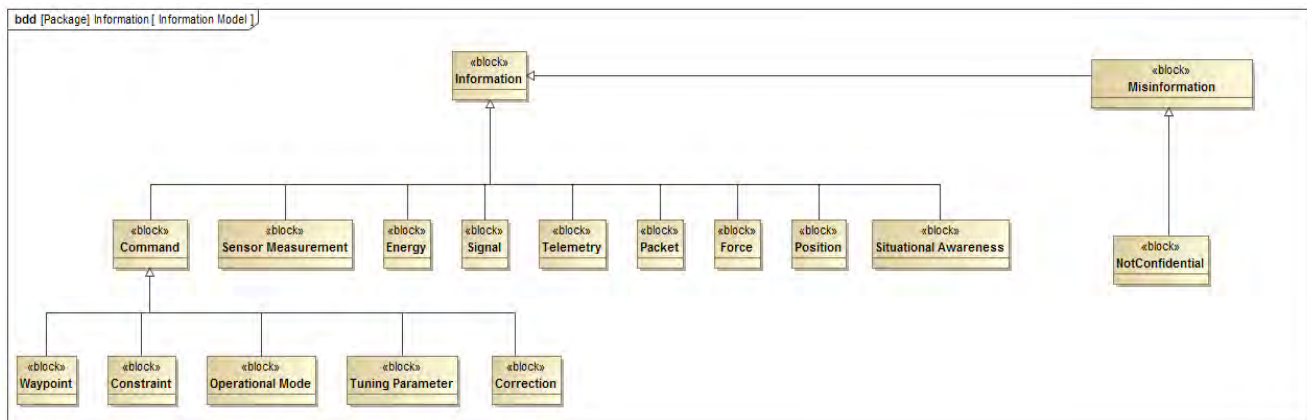 bdd [Package] Information [ Information Model ]
«block»
Information
«block»
Misinformation
«block»
Command
«block»
Sensor Measurement
«block»
Energy
«block»
Signal
«block»
Telemetry
«block»
Packet
«block»
Force
«block»
Position
«block»
Situational Awareness
«block»
NotConfidential
«block»
Waypoint
«block»
Constraint
«block»
Operational Mode
«block»
Tuning Parameter
«block»
Correction